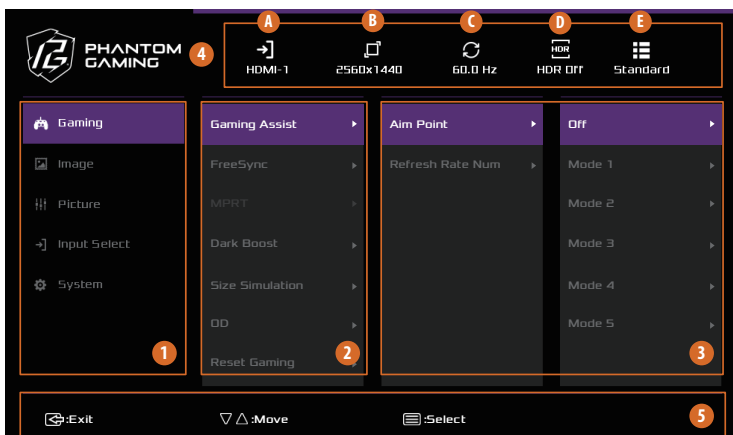 A B C D E
PHANTOM
GAMING
4
HDR
HDMI-1 2560x1440 60.0 Hz HDR Off Standard
Gaming Gaming Assist Aim Point Off
Image FreeSync Refresh Rate Num Mode 1
Picture MPRT Mode 2
Input Select Dark Boost Mode 3
System Size Simulation Mode 4
OD Mode 5
1 2 3
Reset Gaming
:Exit :Move :Select 5